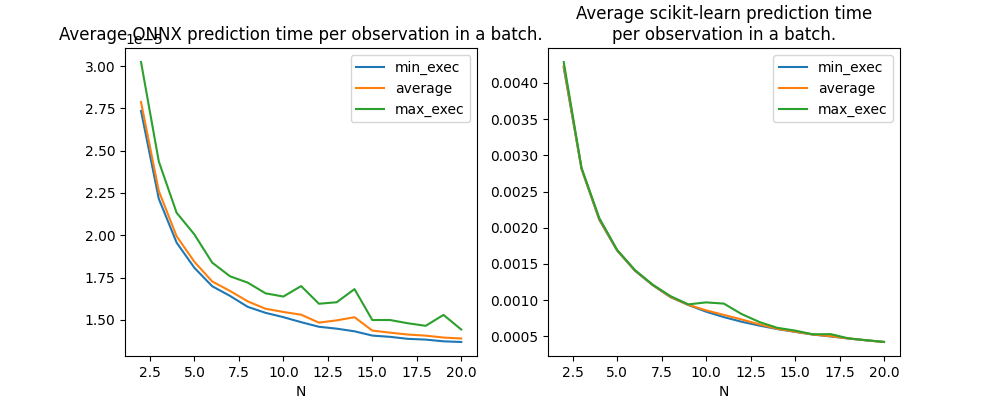 Average ONNX prediction time per observation in a batch.
1e−5
3.00
2.75
2.50
2.25
2.00
1.75
1.50
2.5 5.0 7.5 10.0 12.5 15.0 17.5 20.0
N
min_exec
average
max_exec
Average scikit-learn prediction time
per observation in a batch.
0.0040
0.0035
0.0030
0.0025
0.0020
0.0015
0.0010
0.0005
2.5 5.0 7.5 10.0 12.5 15.0 17.5 20.0
N
min_exec
average
max_exec